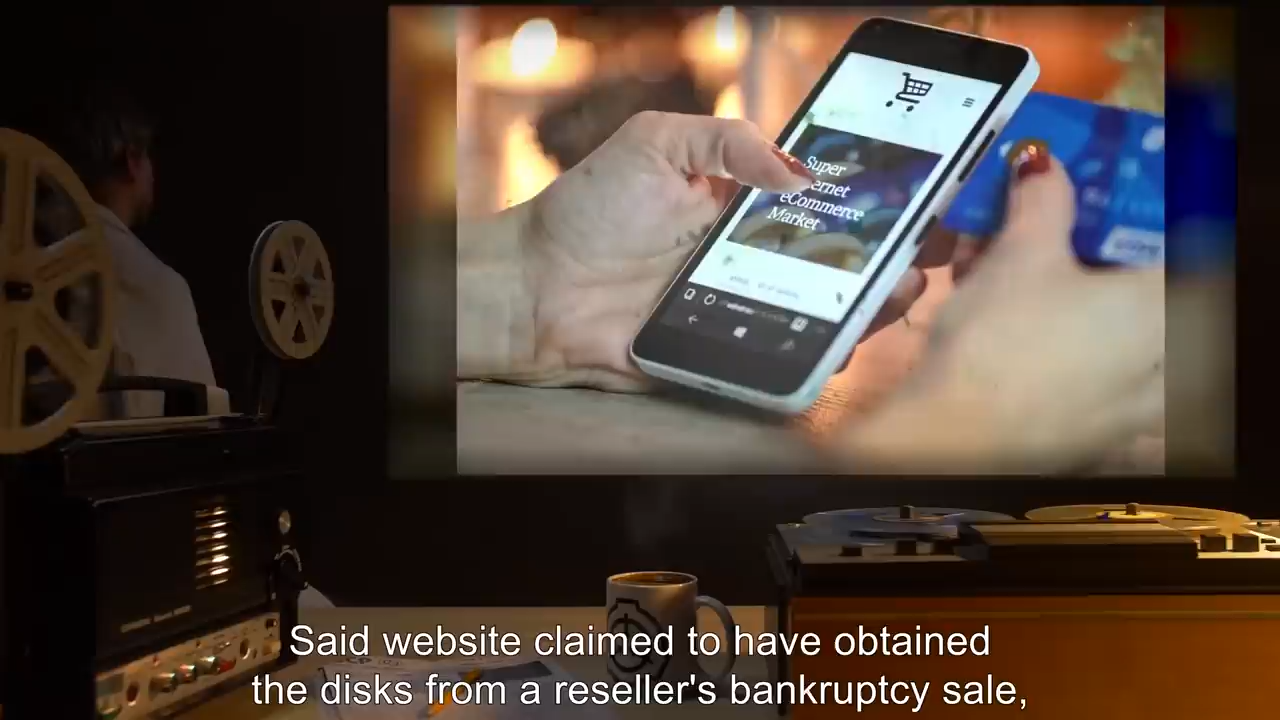 Super
eCommerce
Market
Said website claimed to have obtained
the disks from a reseller's bankruptcy sale,